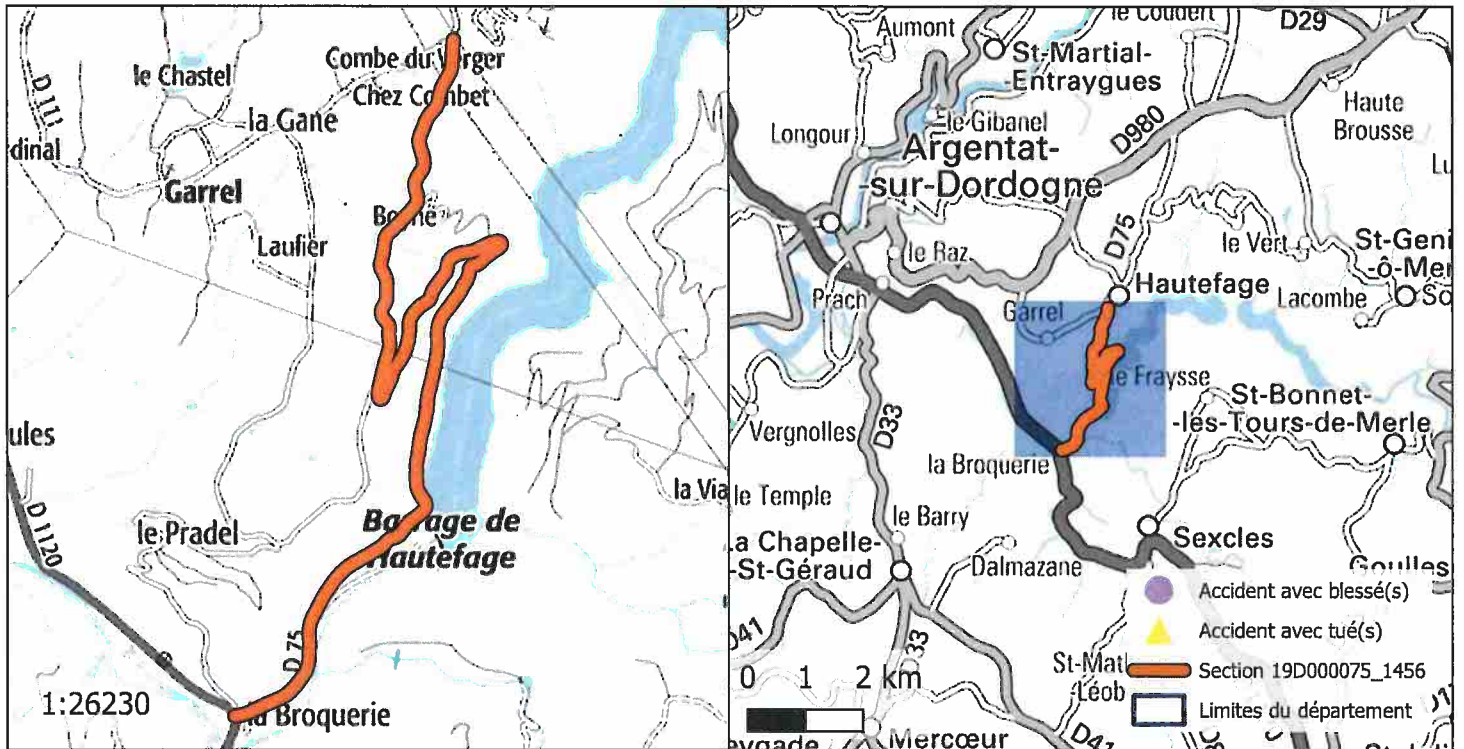 le Chastel
Combe du Verger
Chez Combet
D 111
la Gane
dinal
Garrel
Laufier
ules
la Via
D 1120
le Pradel
Barrage de
Hautefage
D 75
1:26230
la Broquerie
Aumont
le Coudert
D29
St-Martial-
-Entraygues
Haute
Brousse
le Gibanel
Longour
D980
Argentat-
-sur-Dordogne
Lu
D75
le Vert
St-Geni
-ô-Mer
le Raz
Prach
Hautefage
Lacombe
So
Garrel
le Fraysse
St-Bonnet-
-les-Tours-de-Merle
Vergnolles
D33
la Broquerie
le Temple
le Barry
Sexcles
La Chapelle-
-St-Géraud
Dalmazane
Goulles
Accident avec blessé(s)
Accident avec tué(s)
D41
33
St-Mat
Léob
Section 19D000075_1456
0 1 2 km
Limites du département
Mercœur
D41